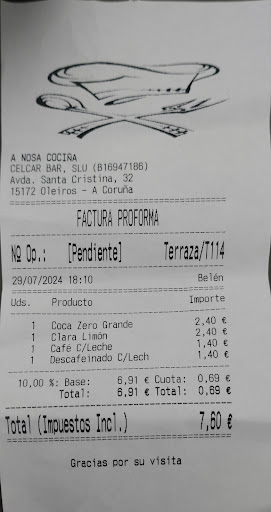 A NOSA COCIÑA
CELCAR BAR, SLU (B16947186)
Avda. Santa Cristina, 32
15172 Oleiros - A Coruña
FACTURA PROFORMA
Nº Op.: [Pendiente] Terraza/T114
29/07/2024 18:10 Belén
Uds. Producto Importe
1 Coca Zero Grande 2,40 €
1 Clara Limón 2,40 €
1 Café C/Leche 1,40 €
1 Descafeinado C/Lech 1,40 €
10,00 %: Base: 6,91 € Cuota: 0,69 €
Total: 6,91 € Total: 0,69 €
Total (Impuestos Incl.) 7,60 €
Gracias por su visita